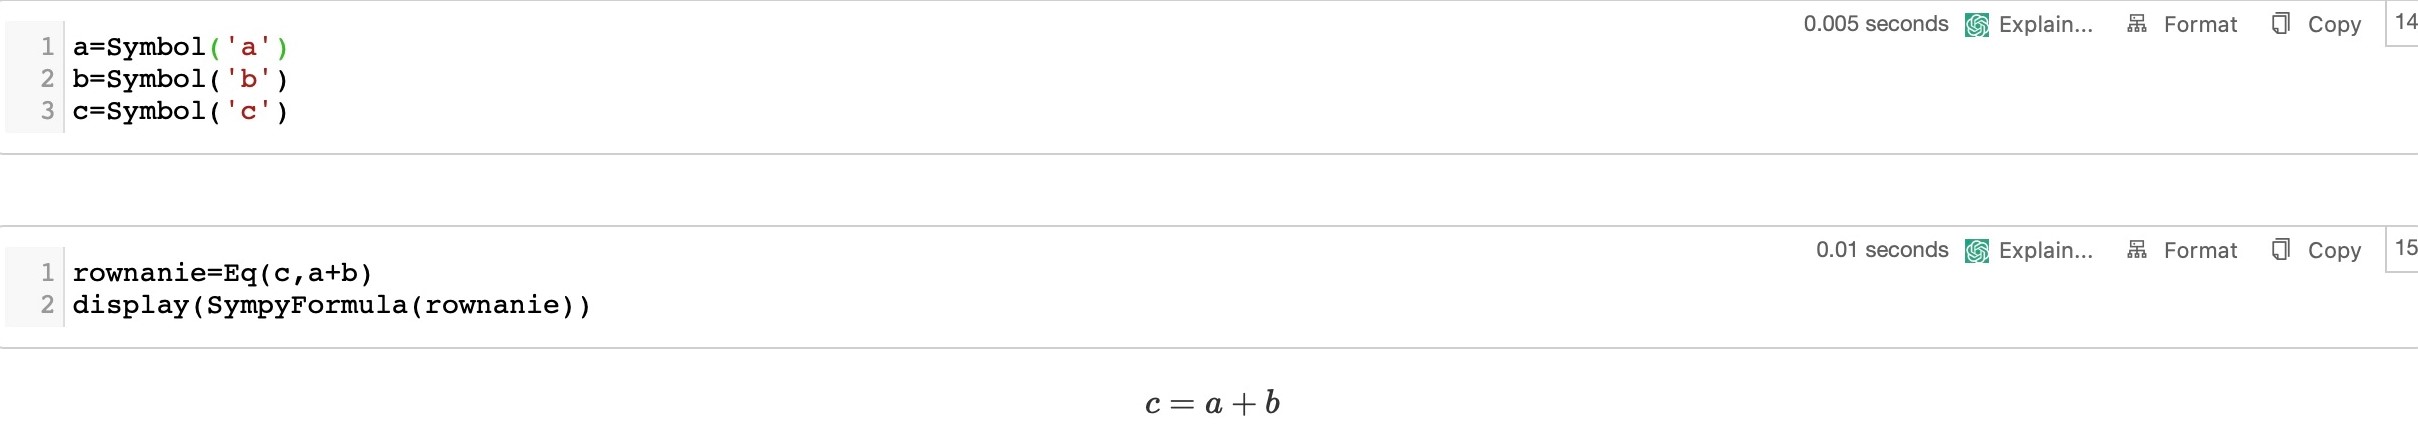 0.005 seconds Explain... Format Copy 14
1 a=Symbol('a')
2 b=Symbol('b')
3 c=Symbol('c')
0.01 seconds Explain... Format Copy 15
1 rownanie=Eq(c,a+b)
2 display(SympyFormula(rownanie))
c = a + b